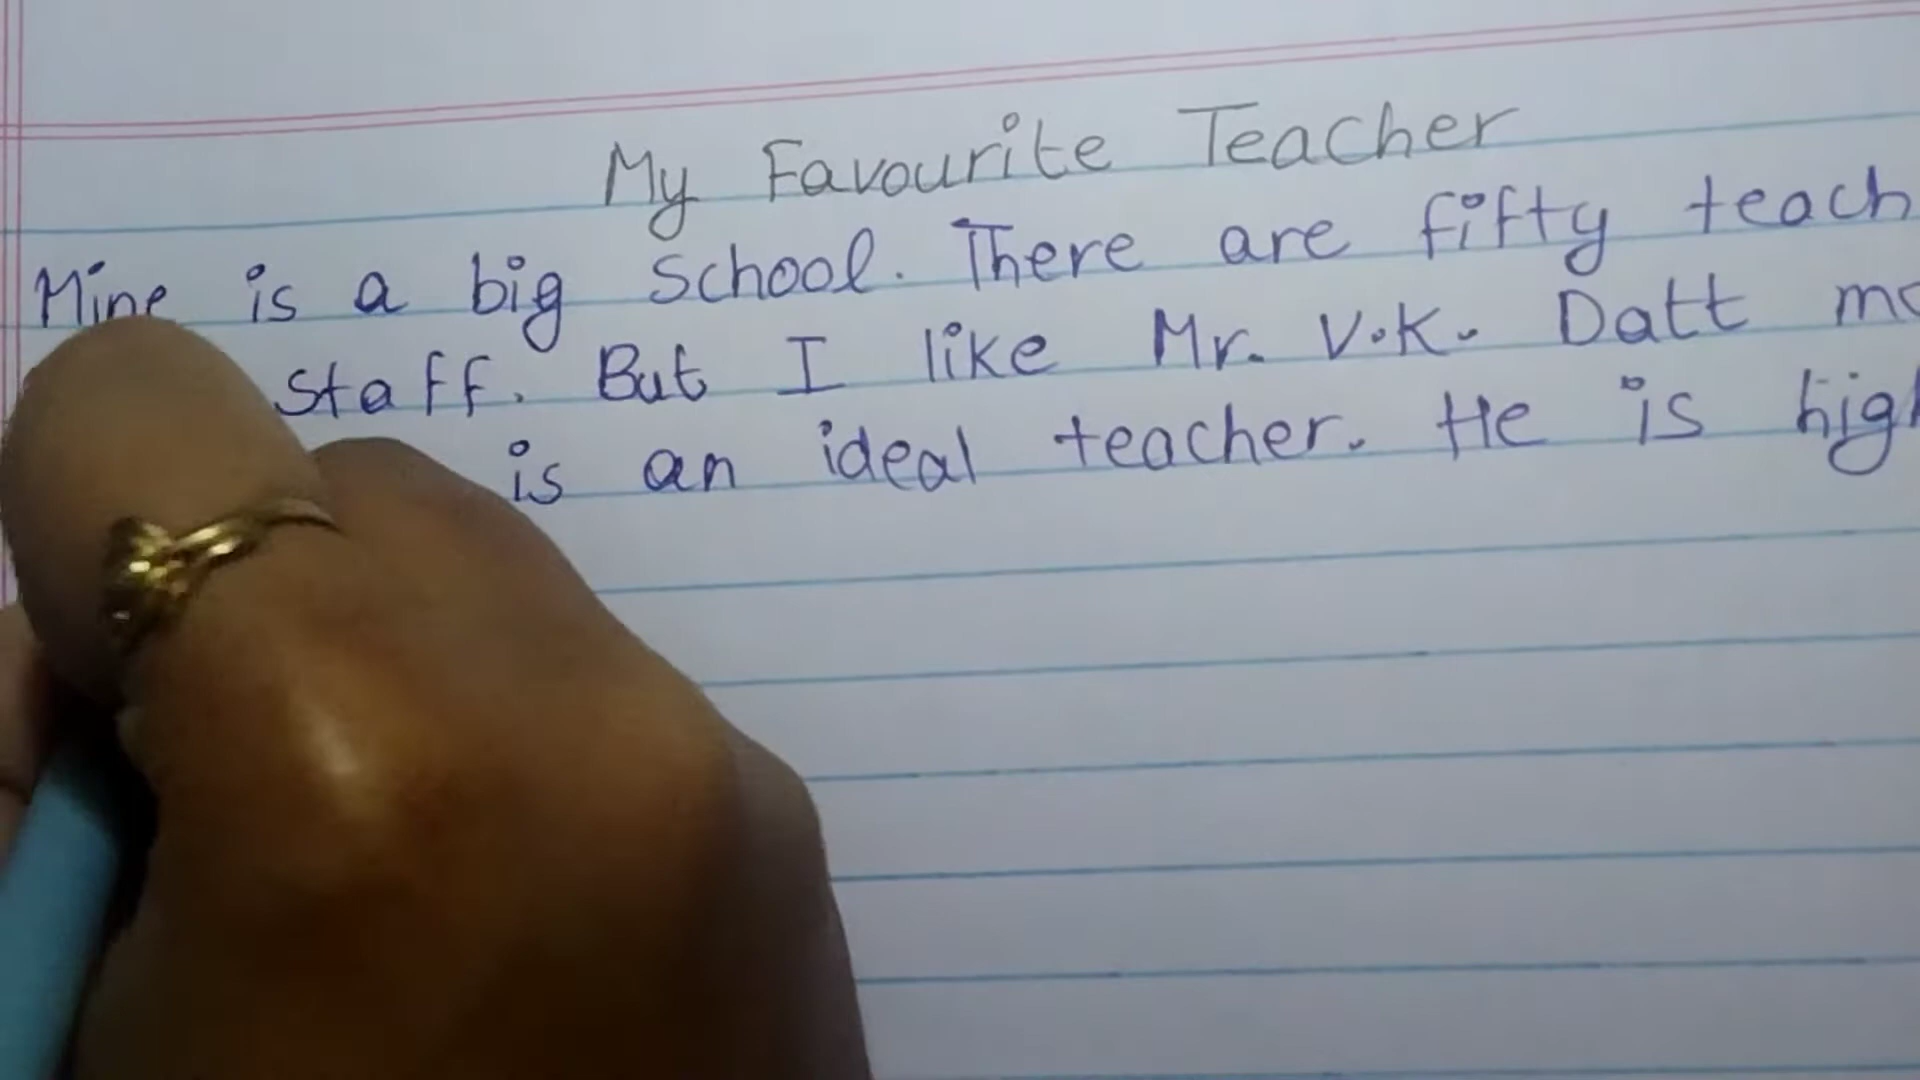 My Favourite Teacher
Mine is a big School. There are fifty teach
staff. But I like Mr. V.K. Datt
is an ideal teacher. He is high